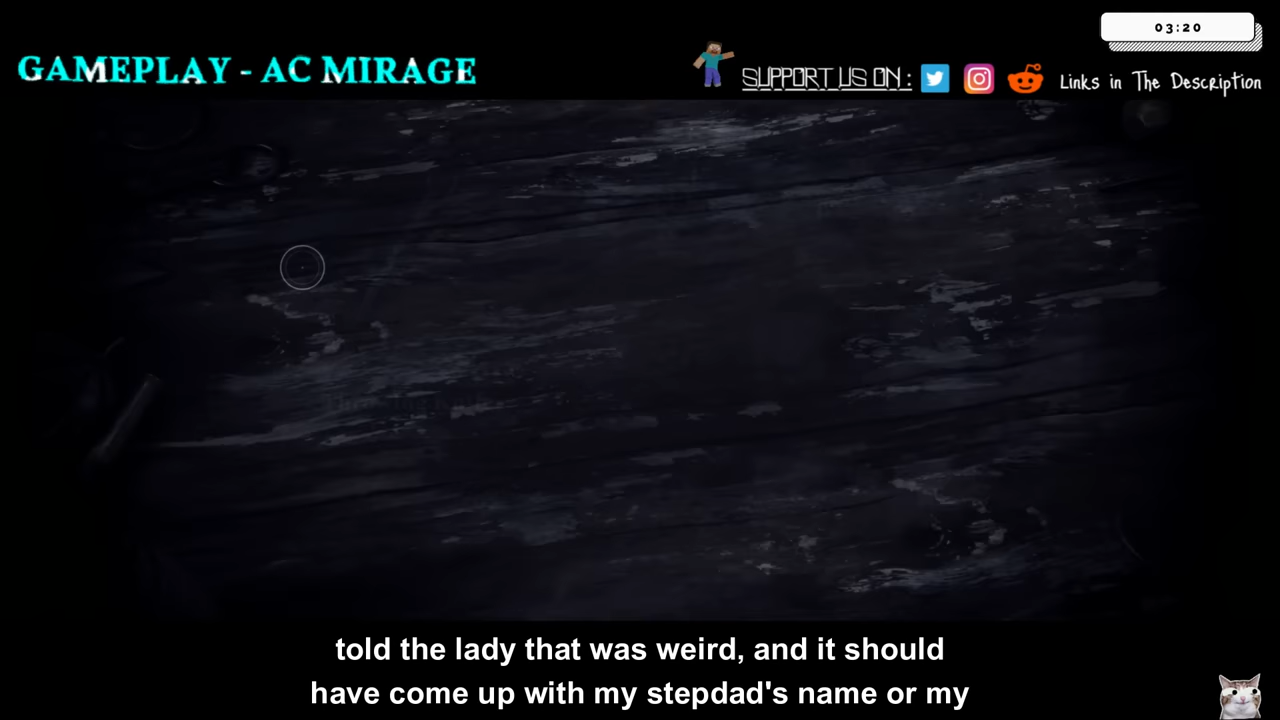 03:20
GAMEPLAY - AC MIRAGE
SUPPORT US ON :
Links in The Description
told the lady that was weird, and it should
have come up with my stepdad's name or my